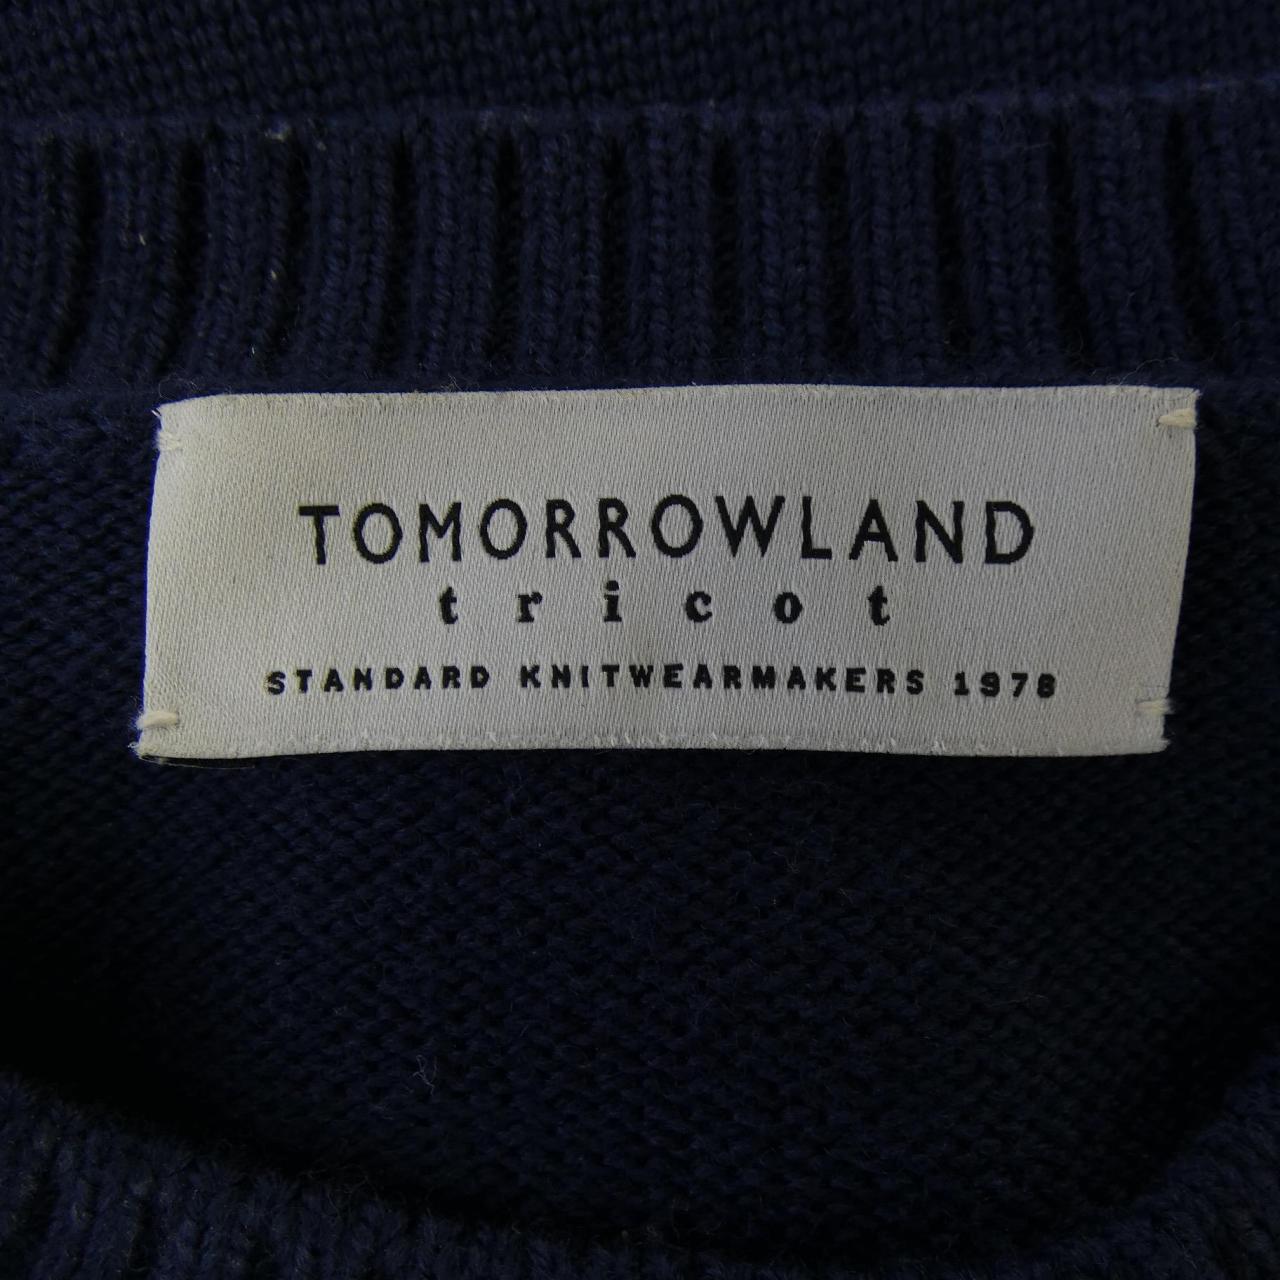 TOMORROWLAND
tricot
STANDARD KNITWEARMAKERS 1978